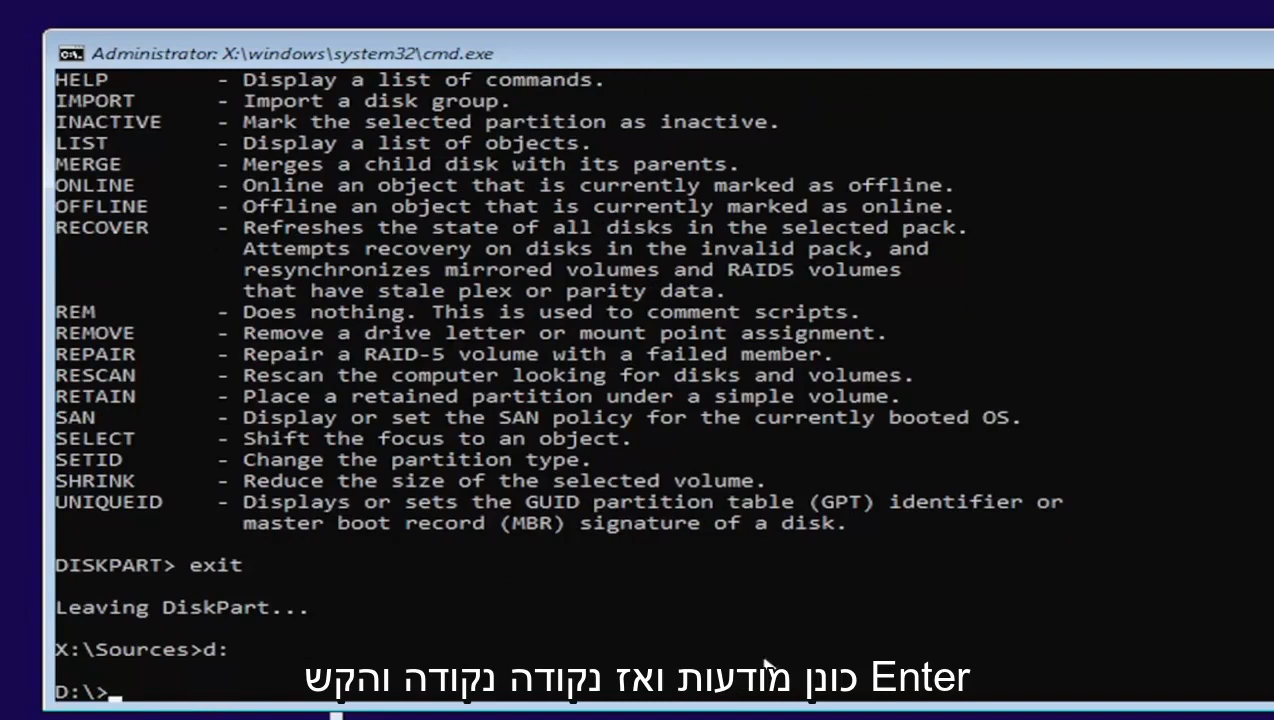 Administrator: X:\windows\system32\cmd.exe
HELP - Display a list of commands.
IMPORT - Import a disk group.
INACTIVE - Mark the selected partition as inactive.
LIST - Display a list of objects.
MERGE - Merges a child disk with its parents.
ONLINE - Online an object that is currently marked as offline.
OFFLINE - Offline an object that is currently marked as online.
RECOVER - Refreshes the state of all disks in the selected pack.
Attempts recovery on disks in the invalid pack, and
resynchronizes mirrored volumes and RAID5 volumes
that have stale plex or parity data.
REM - Does nothing. This is used to comment scripts.
REMOVE - Remove a drive letter or mount point assignment.
REPAIR - Repair a RAID-5 volume with a failed member.
RESCAN - Rescan the computer looking for disks and volumes.
RETAIN - Place a retained partition under a simple volume.
SAN - Display or set the SAN policy for the currently booted OS.
SELECT - Shift the focus to an object.
SETID - Change the partition type.
SHRINK - Reduce the size of the selected volume.
UNIQUEID - Displays or sets the GUID partition table (GPT) identifier or
master boot record (MBR) signature of a disk.
DISKPART> exit
Leaving DiskPart...
X:\Sources>d:
D:\>
כונן מודעות ואז נקודה נקודה והקש Enter